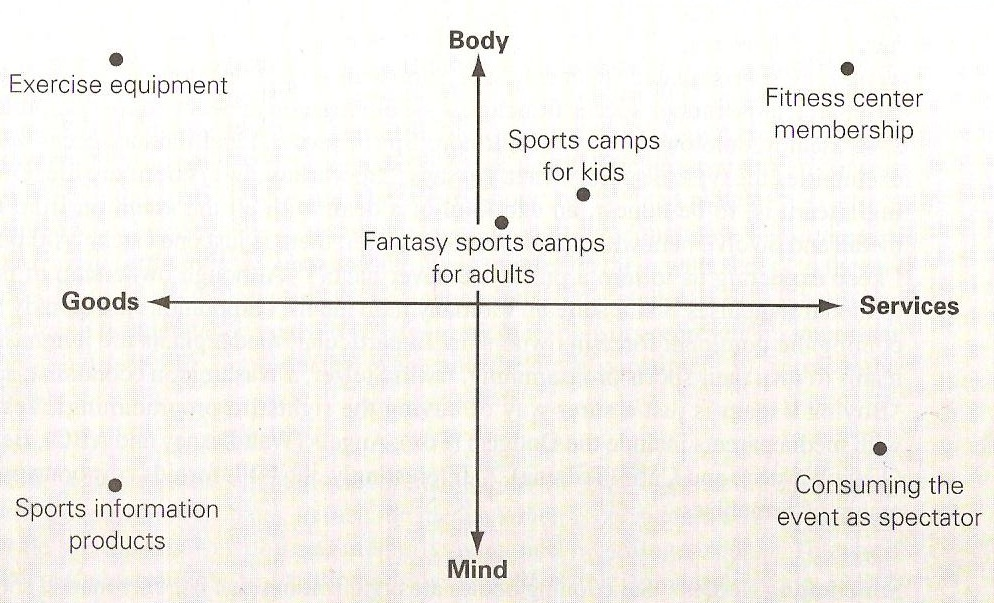 Body
Exercise equipment
Fitness center
membership
Sports camps
for kids
Fantasy sports camps
for adults
Goods
Services
Sports information
products
Consuming the
event as spectator
Mind